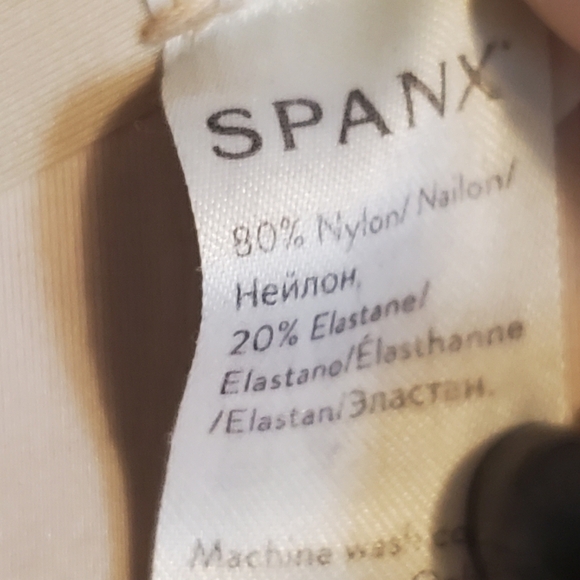 SPANX
80% Nylon/ Nailon/
Нейлон.
20% Elastane/
Elastano/Élasthanne
/Elastan/Эластан.
Machine wash